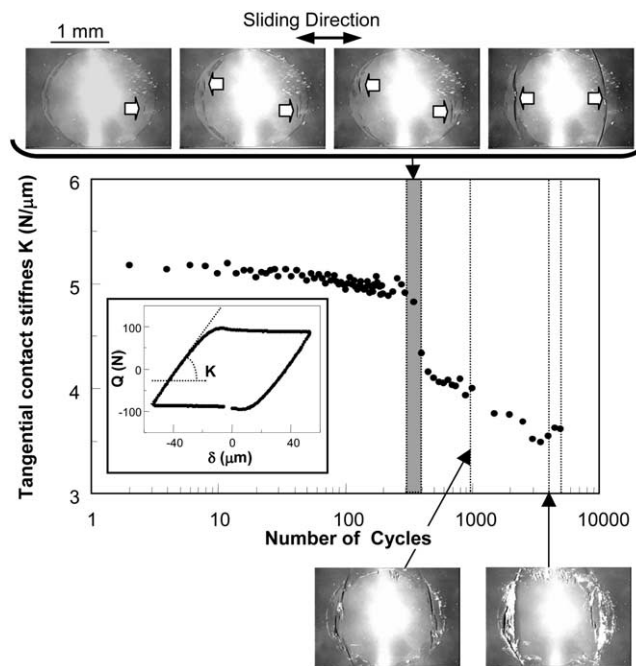 Sliding Direction
1 mm
6
5
4
3
Tangential contact stiffnes K (N/μm)
100
0
-100
Q (N)
K
-40
0
40
δ (μm)
1
10
100
1000
10000
Number of Cycles